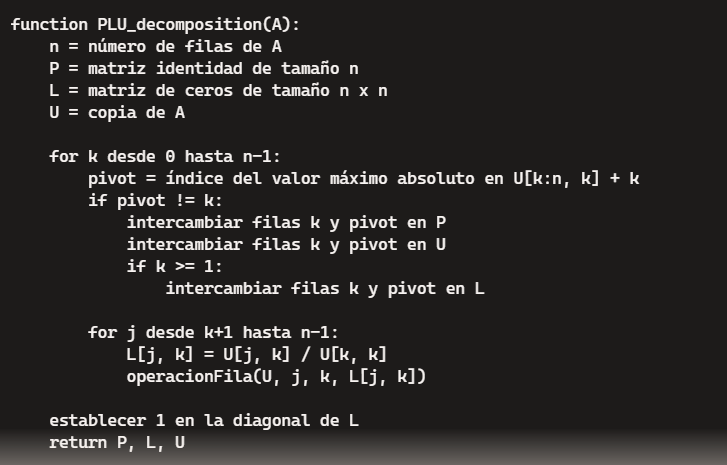 function PLU_decomposition(A):
    n = número de filas de A
    P = matriz identidad de tamaño n
    L = matriz de ceros de tamaño n x n
    U = copia de A

    for k desde 0 hasta n-1:
        pivot = índice del valor máximo absoluto en U[k:n, k] + k
        if pivot != k:
            intercambiar filas k y pivot en P
            intercambiar filas k y pivot en U
            if k >= 1:
                intercambiar filas k y pivot en L

        for j desde k+1 hasta n-1:
            L[j, k] = U[j, k] / U[k, k]
            operacionFila(U, j, k, L[j, k])

    establecer 1 en la diagonal de L
    return P, L, U